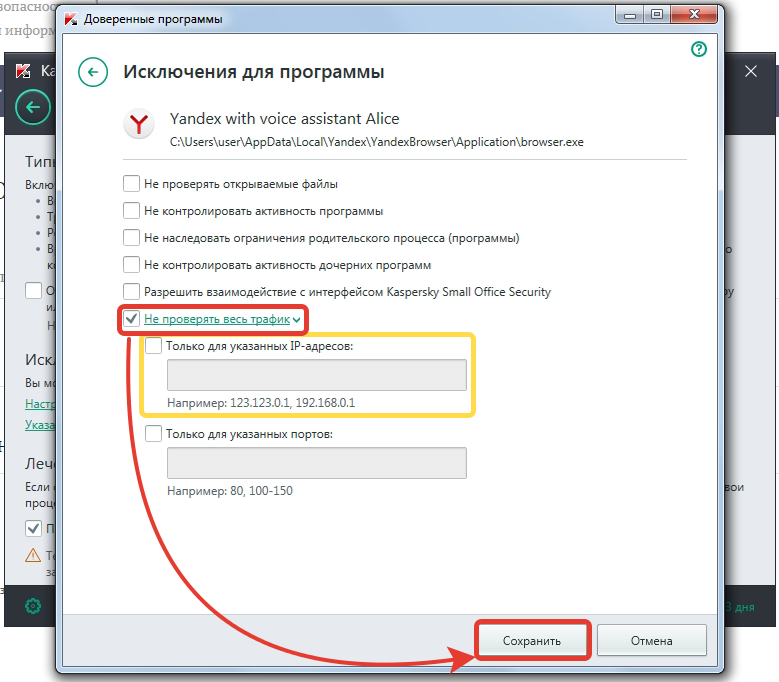 Доверенные программы
Исключения для программы
Yandex with voice assistant Alice
C:\Users\user\AppData\Local\Yandex\YandexBrowser\Application\browser.exe
Не проверять открываемые файлы
Не контролировать активность программы
Не наследовать ограничения родительского процесса (программы)
Не контролировать активность дочерних программ
Разрешить взаимодействие с интерфейсом Kaspersky Small Office Security
Не проверять весь трафик
Только для указанных IP-адресов:
Например: 123.123.0.1, 192.168.0.1
Только для указанных портов:
Например: 80, 100-150
Сохранить
Отмена
Если
дня